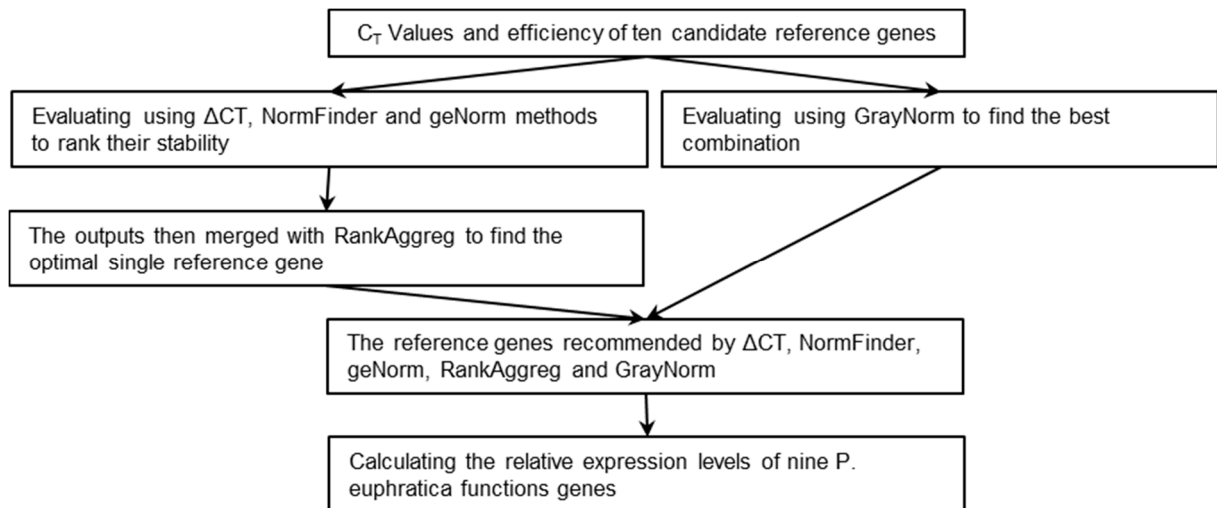 C_T Values and efficiency of ten candidate reference genes
Evaluating using ΔCT, NormFinder and geNorm methods
to rank their stability
Evaluating using GrayNorm to find the best
combination
The outputs then merged with RankAggreg to find the
optimal single reference gene
The reference genes recommended by ΔCT, NormFinder,
geNorm, RankAggreg and GrayNorm
Calculating the relative expression levels of nine P.
euphratica functions genes